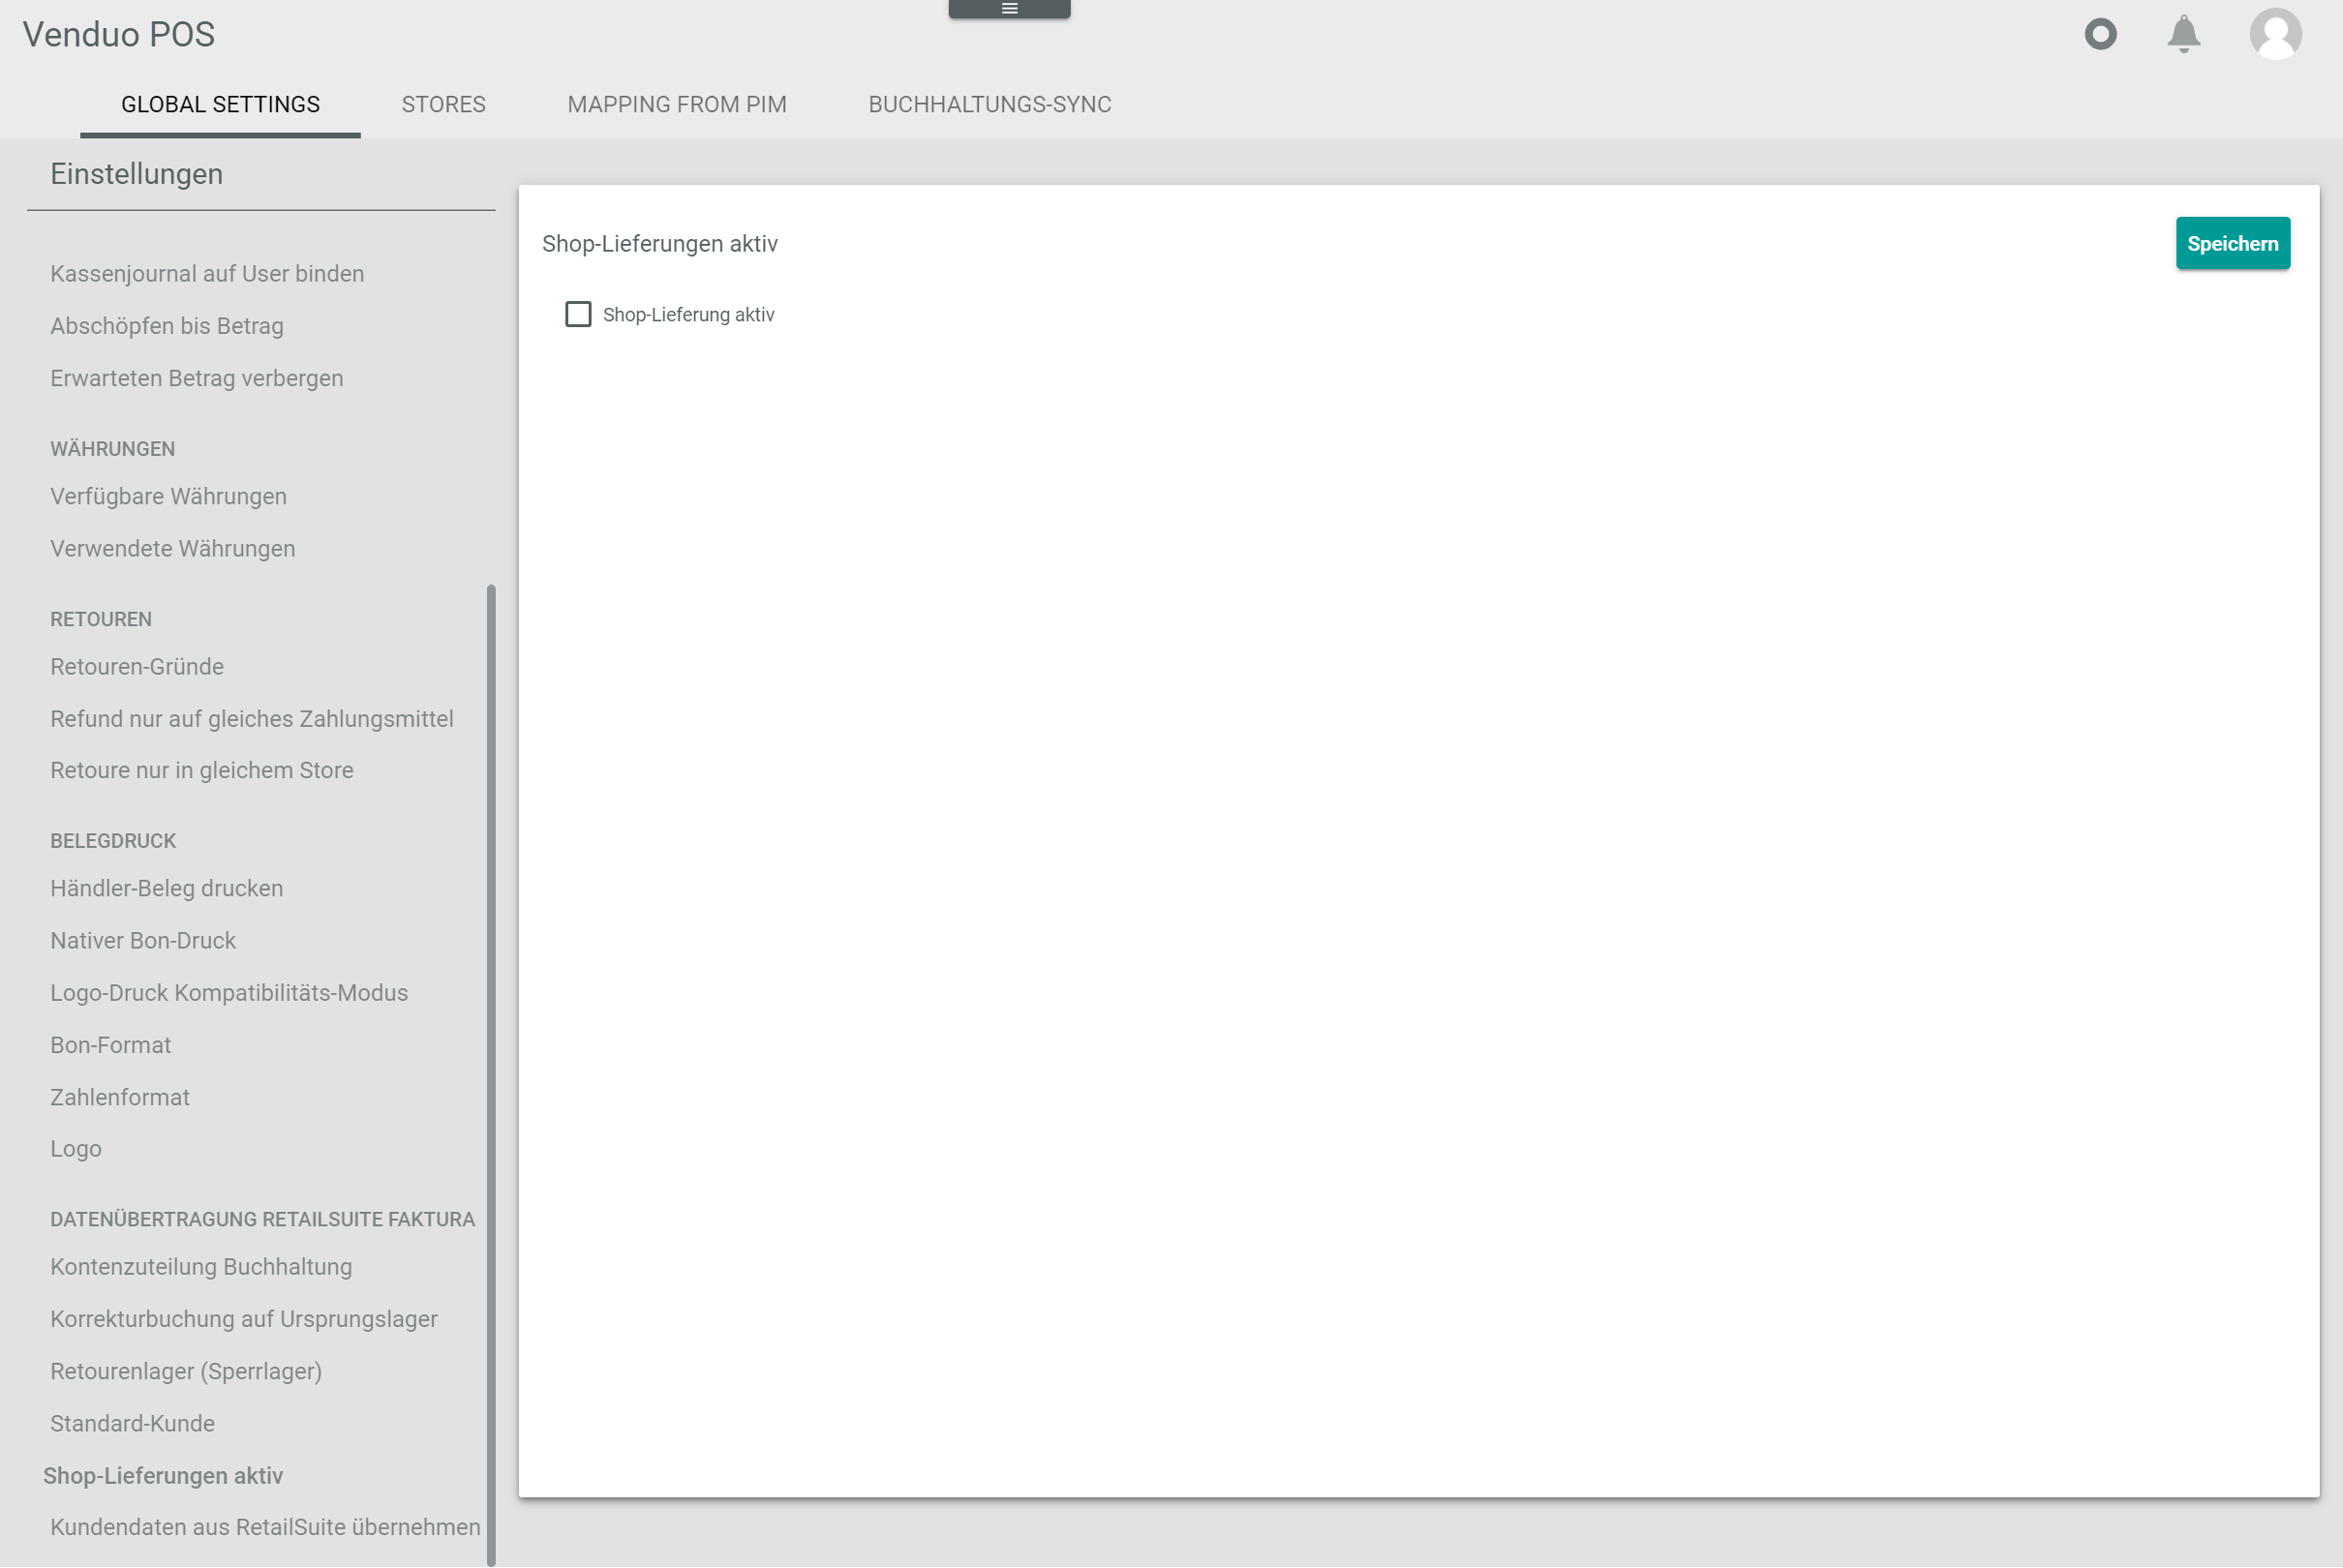 Venduo POS
GLOBAL SETTINGS STORES MAPPING FROM PIM BUCHHALTUNGS-SYNC
Einstellungen
Kassenjournal auf User binden
Abschöpfen bis Betrag
Erwarteten Betrag verbergen
WÄHRUNGEN
Verfügbare Währungen
Verwendete Währungen
RETOUREN
Retouren-Gründe
Refund nur auf gleiches Zahlungsmittel
Retoure nur in gleichem Store
BELEGDRUCK
Händler-Beleg drucken
Nativer Bon-Druck
Logo-Druck Kompatibilitäts-Modus
Bon-Format
Zahlenformat
Logo
DATENÜBERTRAGUNG RETAILSUITE FAKTURA
Kontenzuteilung Buchhaltung
Korrekturbuchung auf Ursprungslager
Retourenlager (Sperrlager)
Standard-Kunde
Shop-Lieferungen aktiv
Kundendaten aus RetailSuite übernehmen
Shop-Lieferungen aktiv
Speichern
Shop-Lieferung aktiv